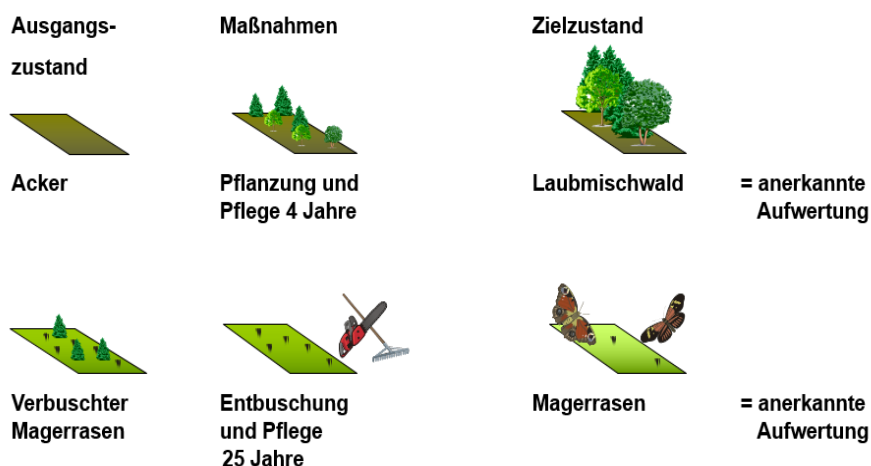 Ausgangs-
zustand
Maßnahmen
Zielzustand
Acker
Pflanzung und
Pflege 4 Jahre
Laubmischwald
= anerkannte
Aufwertung
Verbuschter
Magerrasen
Entbuschung
und Pflege
25 Jahre
Magerrasen
= anerkannte
Aufwertung